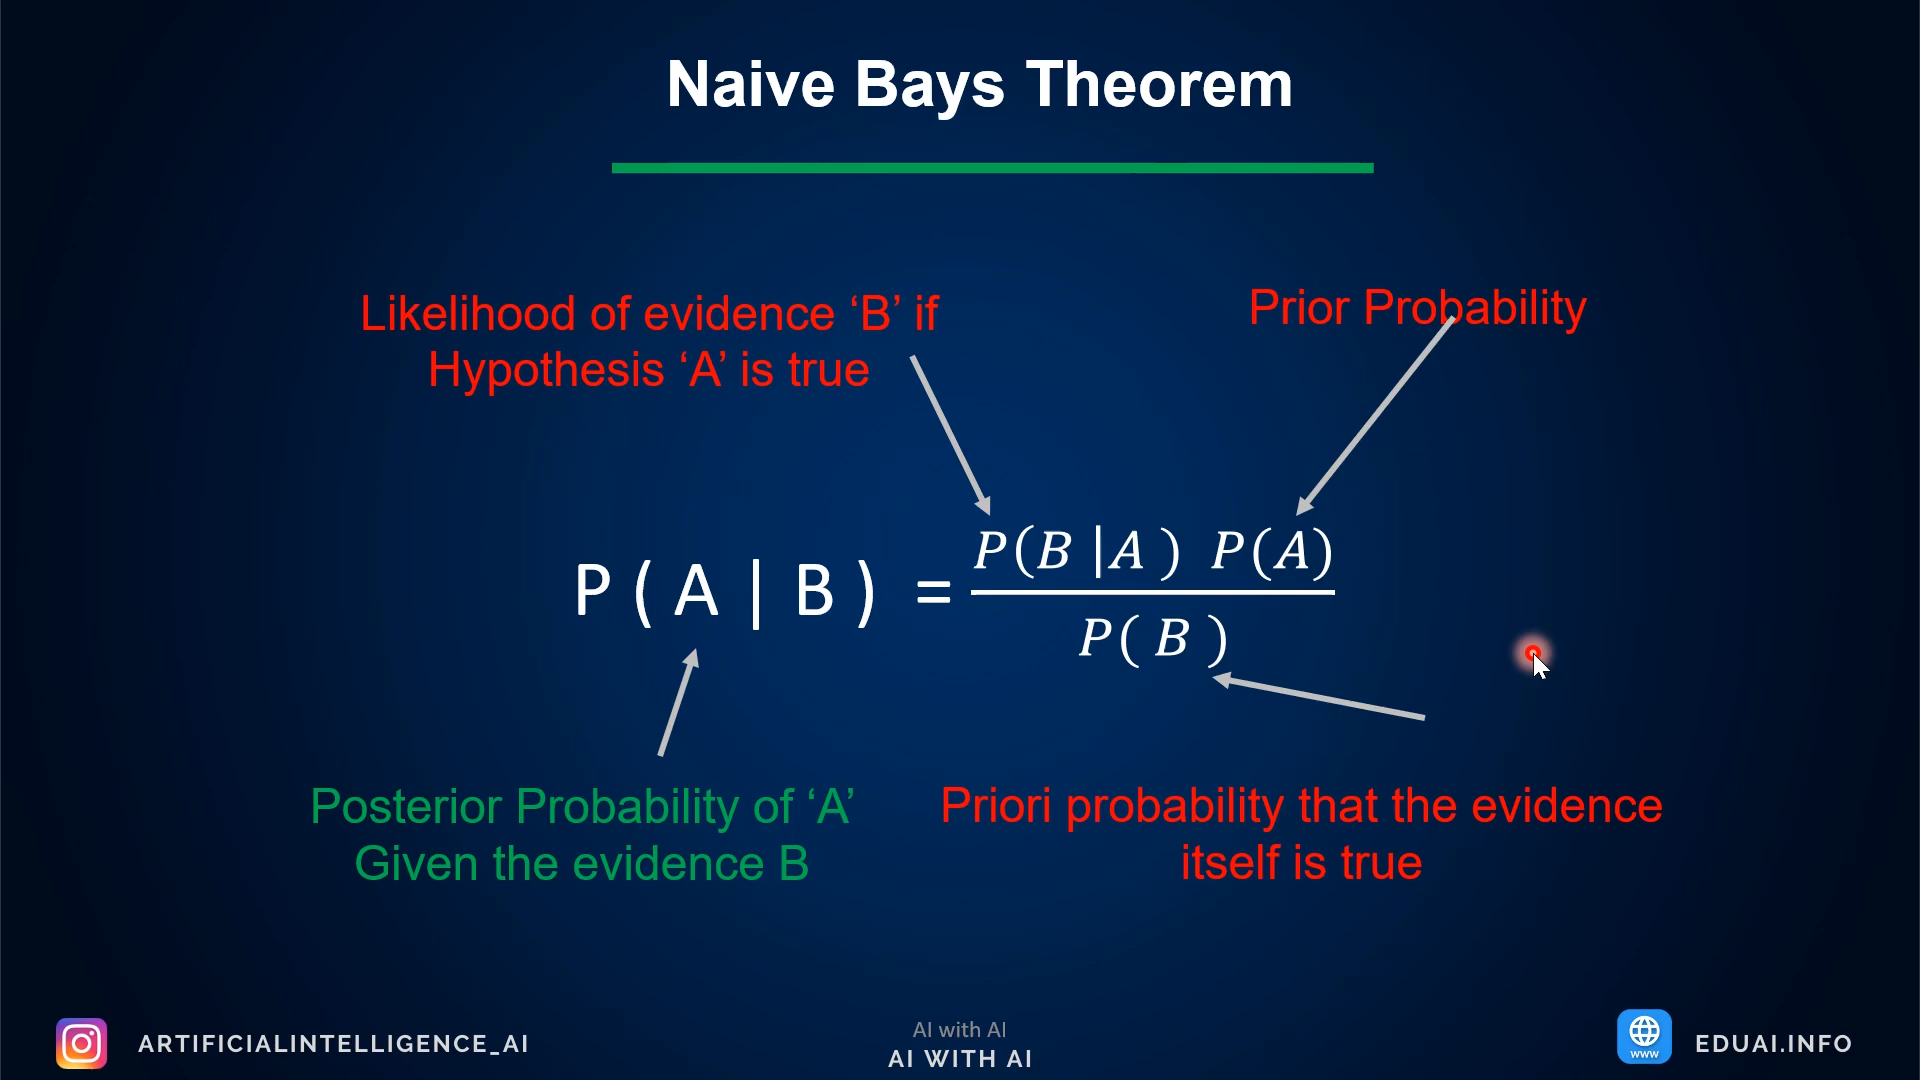 Naive Bays Theorem
Likelihood of evidence ‘B’ if
Hypothesis ‘A’ is true
Prior Probability
P ( A | B ) = P(B |A ) P(A)
P( B )
Posterior Probability of ‘A’
Given the evidence B
Priori probability that the evidence
itself is true
ARTIFICIALINTELLIGENCE_AI
AI with AI
AI WITH AI
www
EDUAI.INFO